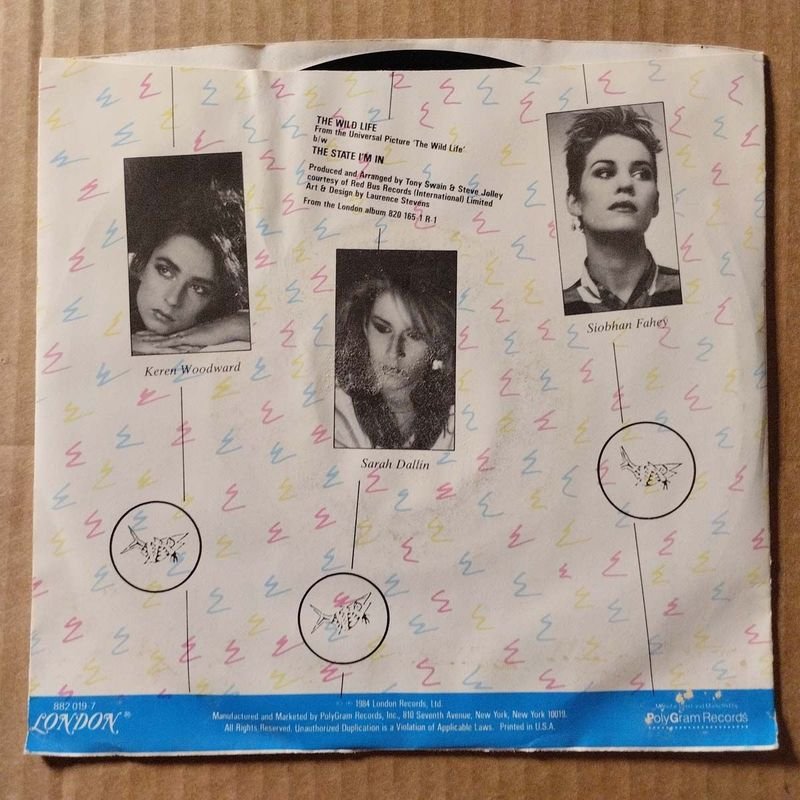 THE WILD LIFE
From the Universal Picture 'The Wild Life'
b/w
THE STATE I'M IN
Produced and Arranged by Tony Swain & Steve Jolley
courtesy of Red Bus Records (International) Limited
Art & Design by Laurence Stevens
From the London album 820 165-1 R-1
Siobhan Fahey
Keren Woodward
Sarah Dallin
882 019-7
LONDON®
1984 London Records, Ltd.
Manufactured and Marketed by PolyGram Records, Inc., 810 Seventh Avenue, New York, New York 10019.
All Rights Reserved. Unauthorized Duplication is a Violation of Applicable Laws. Printed in U.S.A.
Manufactured and Marketed by
PolyGram Records